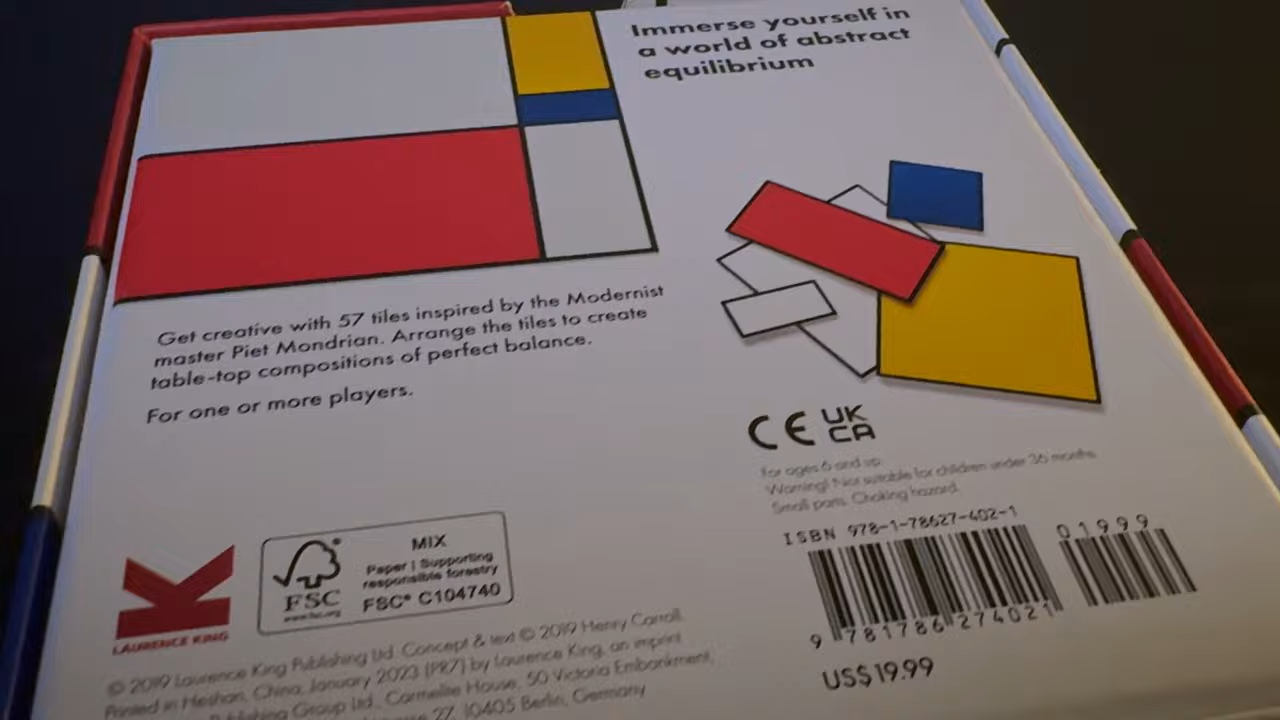 Immerse yourself in
a world of abstract
equilibrium
Get creative with 57 tiles inspired by the Modernist
master Piet Mondrian. Arrange the tiles to create
table-top compositions of perfect balance.
For one or more players.
CE UK
CA
For ages 6 and up.
Warning! Not suitable for children under 36 months.
Small parts. Choking hazard.
ISBN 978-1-78627-402-1
01999
9 781786 274021
US$19.99
LAURENCE KING
FSC
www.fsc.org
MIX
Paper | Supporting
responsible forestry
FSC® C104740
© 2019 Laurence King Publishing Ltd. Concept & text © 2019 Henry Carroll.
Printed in Heshan, China, January 2023 (PR7) by Laurence King, an imprint
Publishing Group Ltd., Carmelite House, 50 Victoria Embankment,
27, 10405 Berlin, Germany